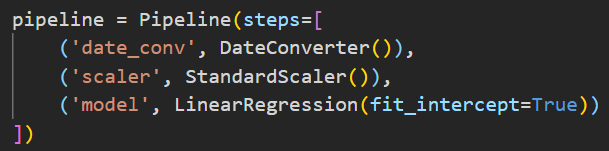 pipeline = Pipeline(steps=[
    ('date_conv', DateConverter()),
    ('scaler', StandardScaler()),
    ('model', LinearRegression(fit_intercept=True))
])